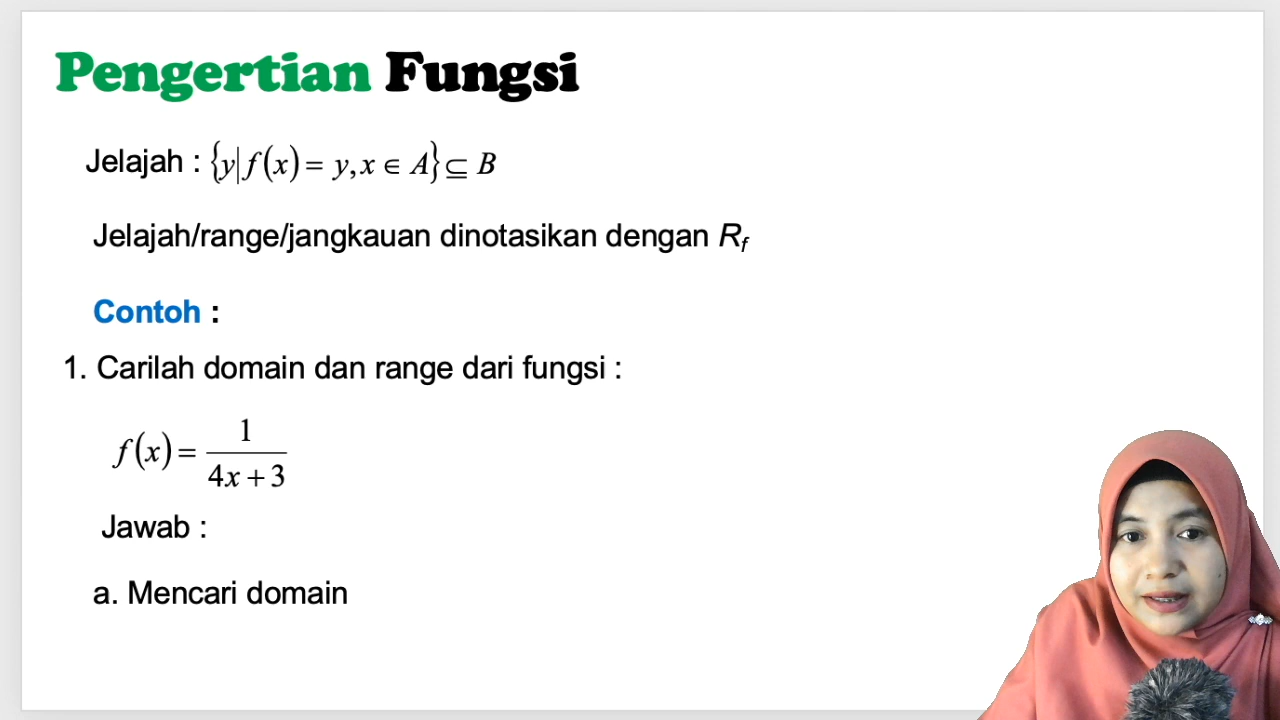 Pengertian Fungsi
Jelajah : {y|f(x) = y, x ∈ A} ⊆ B
Jelajah/range/jangkauan dinotasikan dengan R_f
Contoh :
1. Carilah domain dan range dari fungsi :
f(x) = 1/(4x + 3)
Jawab :
a. Mencari domain